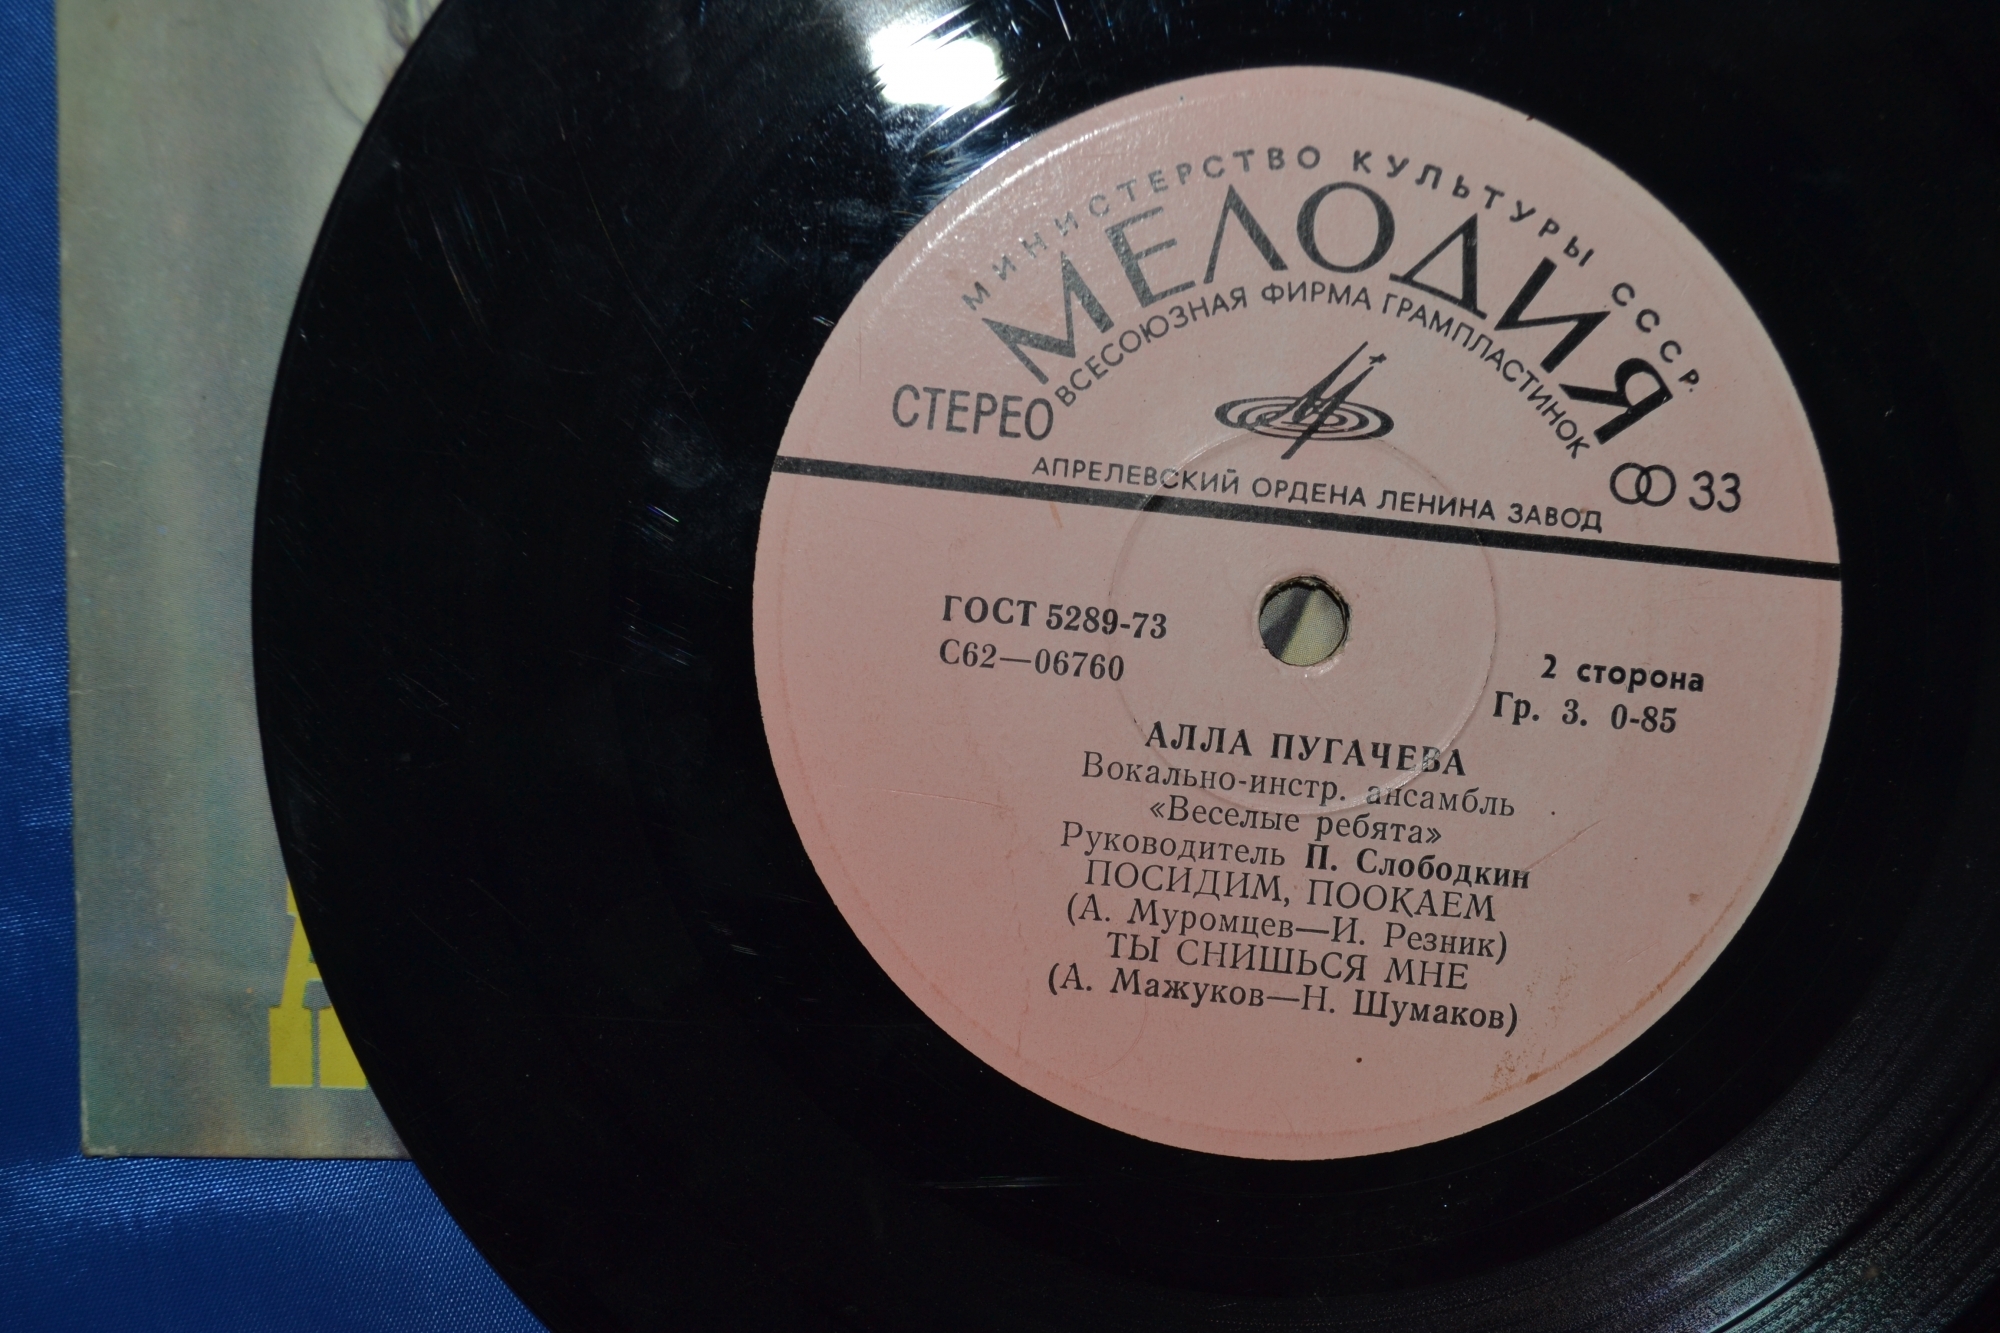 МИНИСТЕРСТВО КУЛЬТУРЫ СССР
МЕЛОДИЯ
ВСЕСОЮЗНАЯ ФИРМА ГРАМПЛАСТИНОК
СТЕРЕО
33
АПРЕЛЕВСКИЙ ОРДЕНА ЛЕНИНА ЗАВОД
ГОСТ 5289-73
С62—06760
2 сторона
Гр. 3. 0-85
АЛЛА ПУГАЧЕВА
Вокально-инстр. ансамбль
«Веселые ребята»
Руководитель П. Слободкин
ПОСИДИМ, ПООКАЕМ
(А. Муромцев—И. Резник)
ТЫ СНИШЬСЯ МНЕ
(А. Мажуков—Н. Шумаков)